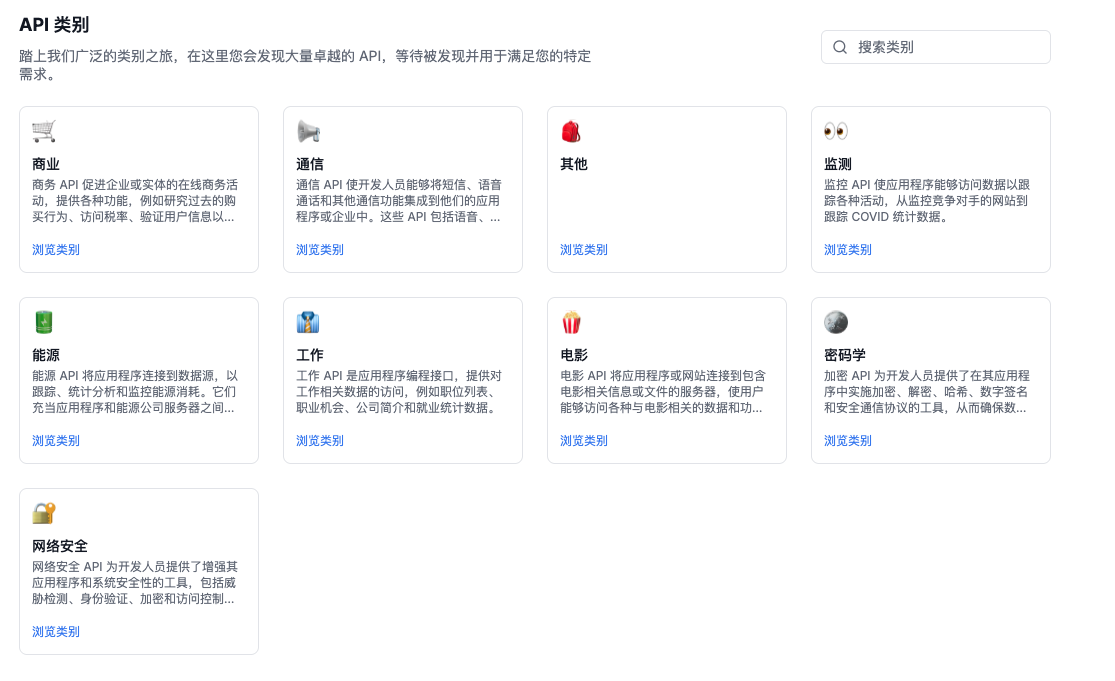 API 类别
踏上我们广泛的类别之旅，在这里您会发现大量卓越的 API，等待被发现并用于满足您的特定
需求。
搜索类别
商业
商务 API 促进企业或实体的在线商务活
动，提供各种功能，例如研究过去的购
买行为、访问税率、验证用户信息以...
浏览类别
通信
通信 API 使开发人员能够将短信、语音
通话和其他通信功能集成到他们的应用
程序或企业中。这些 API 包括语音、...
浏览类别
其他
浏览类别
监测
监控 API 使应用程序能够访问数据以跟
踪各种活动，从监控竞争对手的网站到
跟踪 COVID 统计数据。
浏览类别
能源
能源 API 将应用程序连接到数据源，以
跟踪、统计分析和监控能源消耗。它们
充当应用程序和能源公司服务器之间...
浏览类别
工作
工作 API 是应用程序编程接口，提供对
工作相关数据的访问，例如职位列表、
职业机会、公司简介和就业统计数据。
浏览类别
电影
电影 API 将应用程序或网站连接到包含
电影相关信息或文件的服务器，使用户
能够访问各种与电影相关的数据和功...
浏览类别
密码学
加密 API 为开发人员提供了在其应用程
序中实施加密、解密、哈希、数字签名
和安全通信协议的工具，从而确保数...
浏览类别
网络安全
网络安全 API 为开发人员提供了增强其
应用程序和系统安全性的工具，包括威
胁检测、身份验证、加密和访问控制...
浏览类别